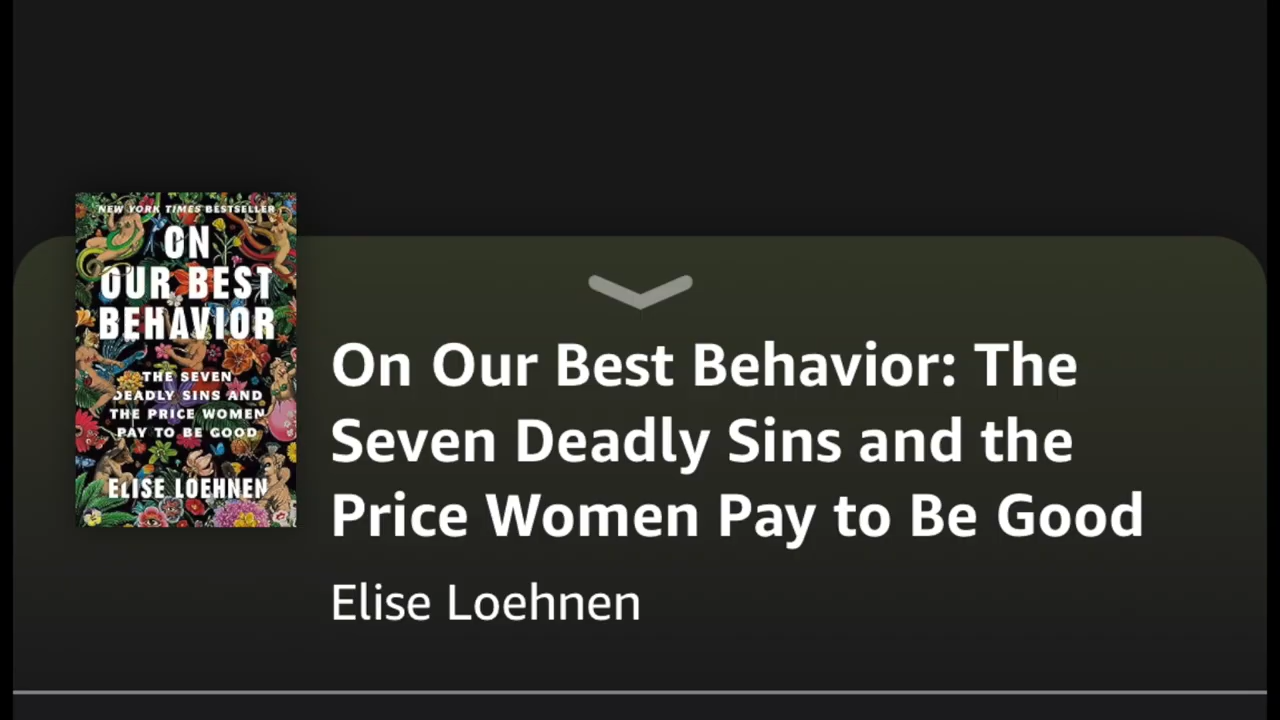 NEW YORK TIMES BESTSELLER
ON
OUR BEST
BEHAVIOR
THE SEVEN
DEADLY SINS AND
THE PRICE WOMEN
PAY TO BE GOOD
ELISE LOEHNEN
On Our Best Behavior: The
Seven Deadly Sins and the
Price Women Pay to Be Good
Elise Loehnen